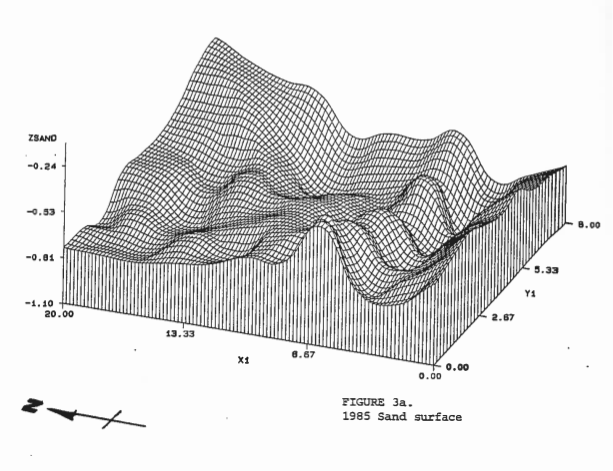 ZSAND
-0.24
-0.53
-0.81
-1.10
20.00
13.33
6.67
0.00
X1
0.00
2.67
5.33
8.00
Y1
N
FIGURE 3a.
1985 Sand surface